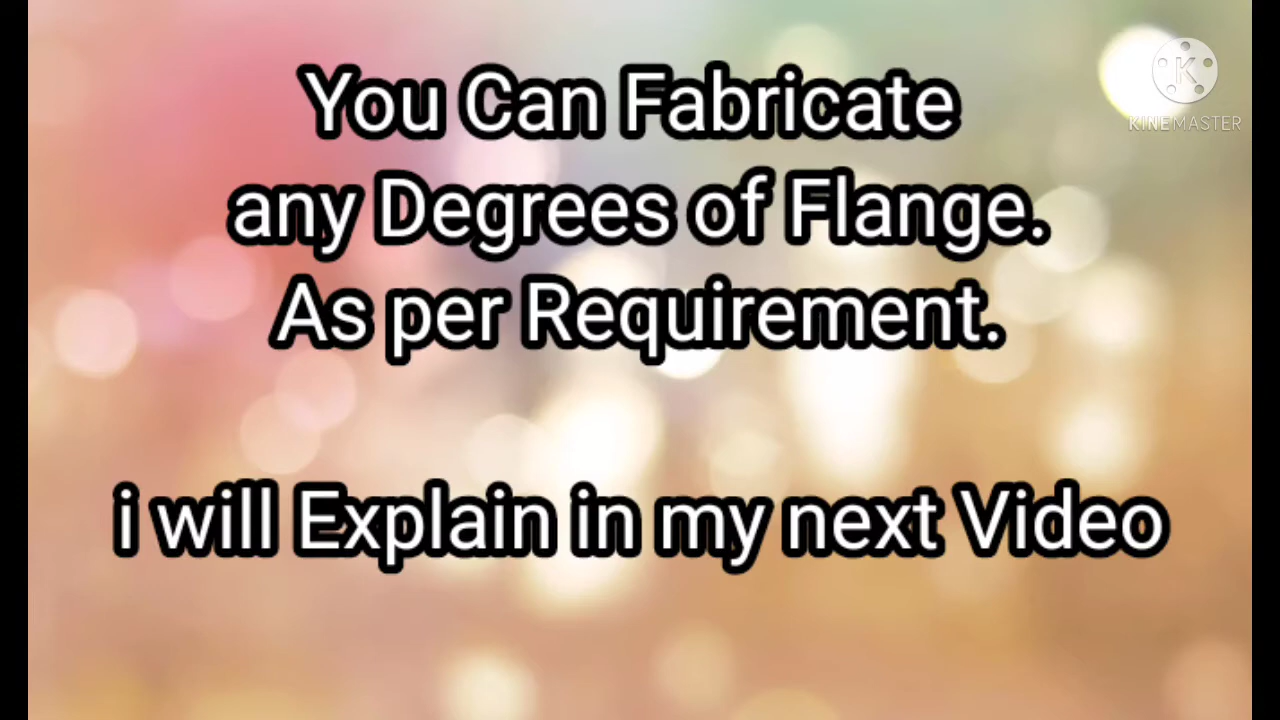 You Can Fabricate
any Degrees of Flange.
As per Requirement.
i will Explain in my next Video
K
KINEMASTER